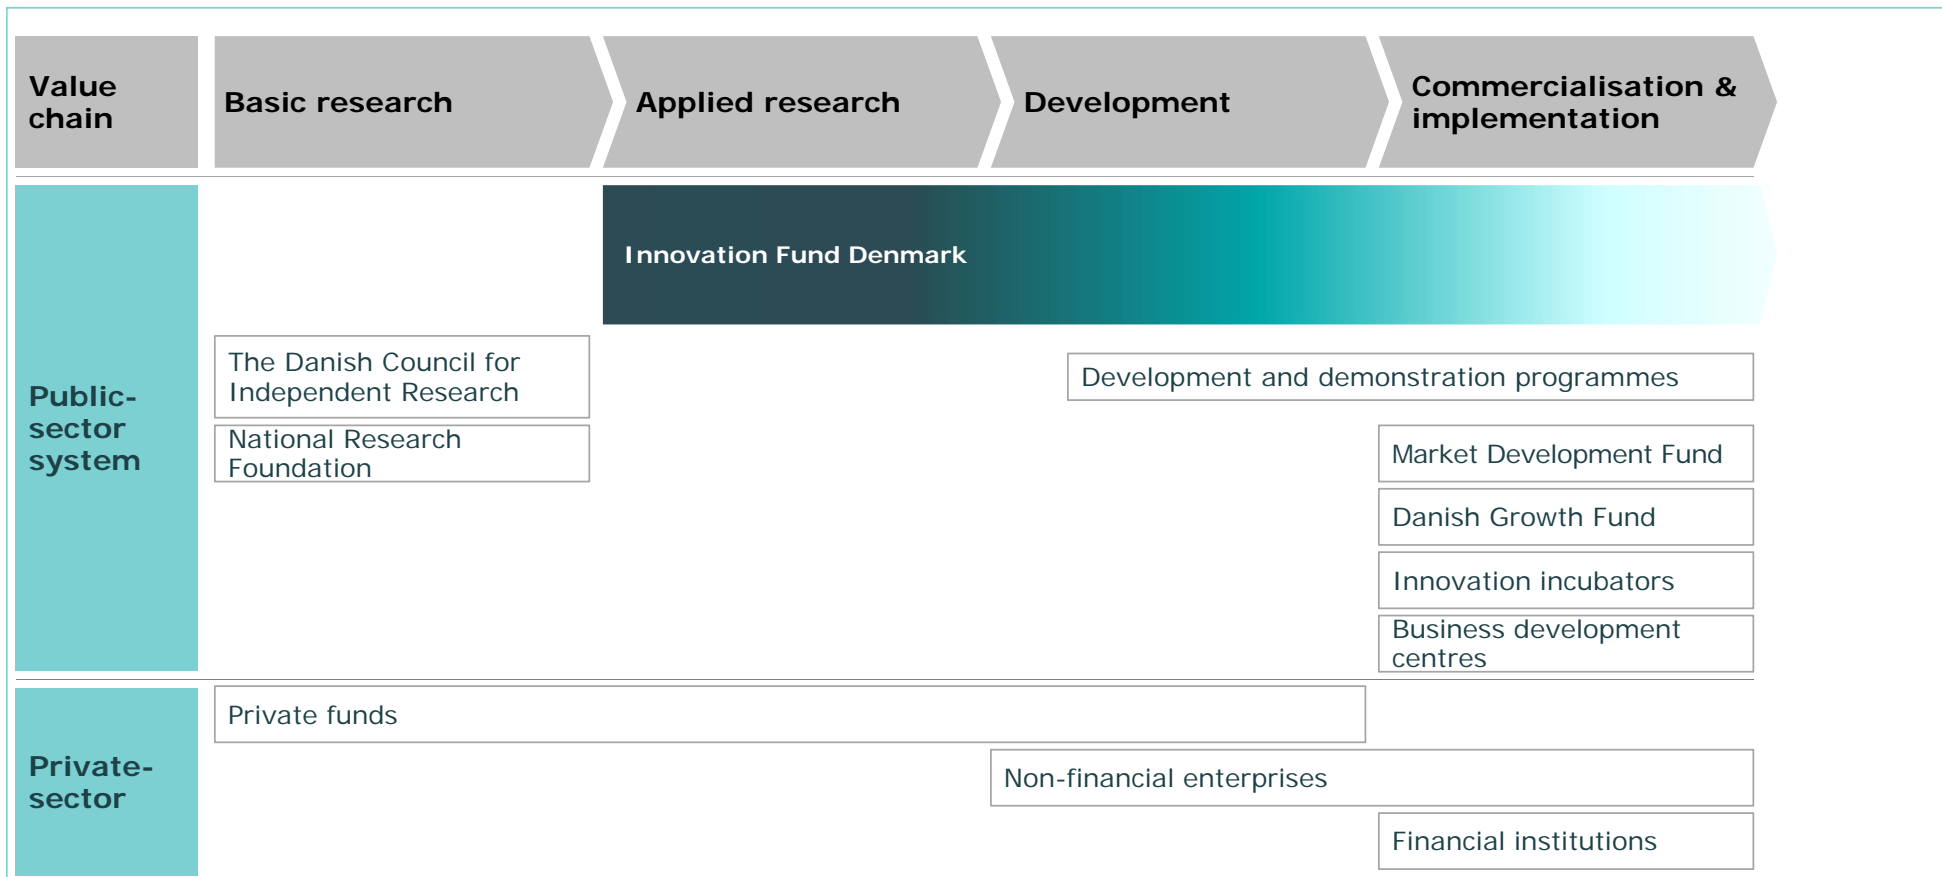 Value
chain
Basic research
Applied research
Development
Commercialisation &
implementation
Public-
sector
system
Innovation Fund Denmark
The Danish Council for
Independent Research
Development and demonstration programmes
National Research
Foundation
Market Development Fund
Danish Growth Fund
Innovation incubators
Business development
centres
Private-
sector
Private funds
Non-financial enterprises
Financial institutions